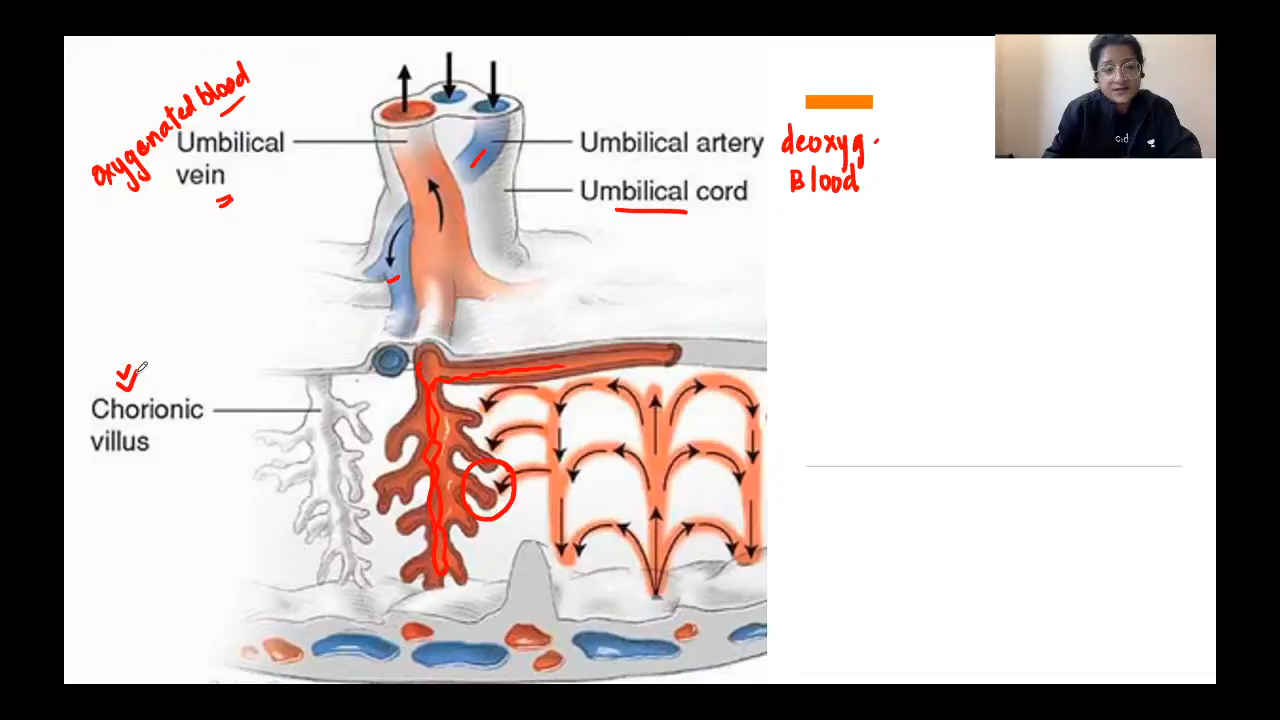 oxygenated blood
Umbilical
vein
Umbilical artery
Umbilical cord
deoxyg.
Blood
Chorionic
villus